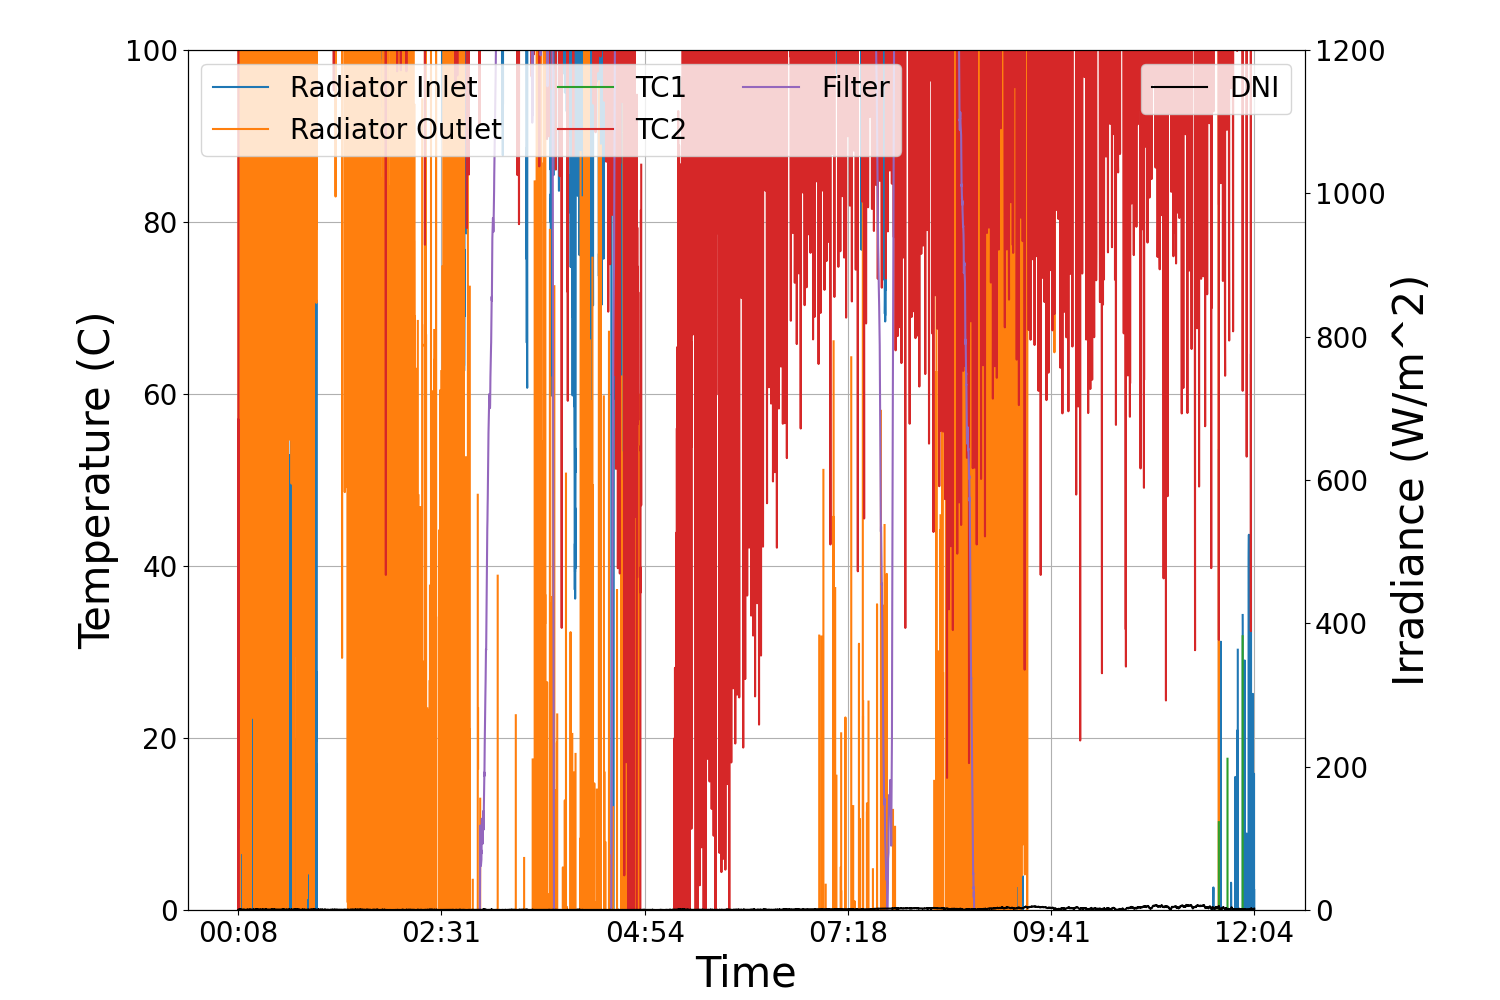 Radiator Inlet
Radiator Outlet
TC1
TC2
Filter
DNI
100
80
60
40
20
0
Temperature (C)
1200
1000
800
600
400
200
0
Irradiance (W/m^2)
00:08 02:31 04:54 07:18 09:41 12:04
Time